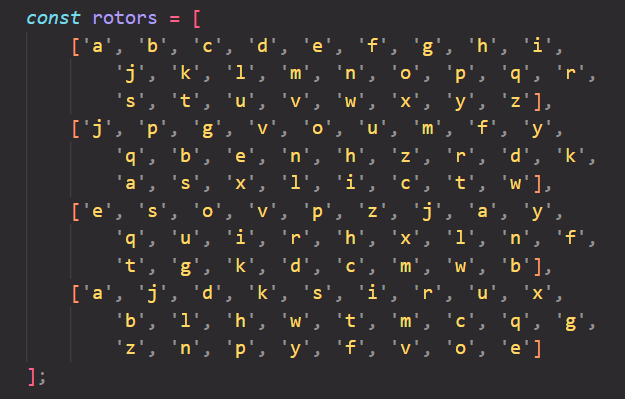 const rotors = [
['a', 'b', 'c', 'd', 'e', 'f', 'g', 'h', 'i',
'j', 'k', 'l', 'm', 'n', 'o', 'p', 'q', 'r',
's', 't', 'u', 'v', 'w', 'x', 'y', 'z'],
['j', 'p', 'g', 'v', 'o', 'u', 'm', 'f', 'y',
'q', 'b', 'e', 'n', 'h', 'z', 'r', 'd', 'k',
'a', 's', 'x', 'l', 'i', 'c', 't', 'w'],
['e', 's', 'o', 'v', 'p', 'z', 'j', 'a', 'y',
'q', 'u', 'i', 'r', 'h', 'x', 'l', 'n', 'f',
't', 'g', 'k', 'd', 'c', 'm', 'w', 'b'],
['a', 'j', 'd', 'k', 's', 'i', 'r', 'u', 'x',
'b', 'l', 'h', 'w', 't', 'm', 'c', 'q', 'g',
'z', 'n', 'p', 'y', 'f', 'v', 'o', 'e']
];